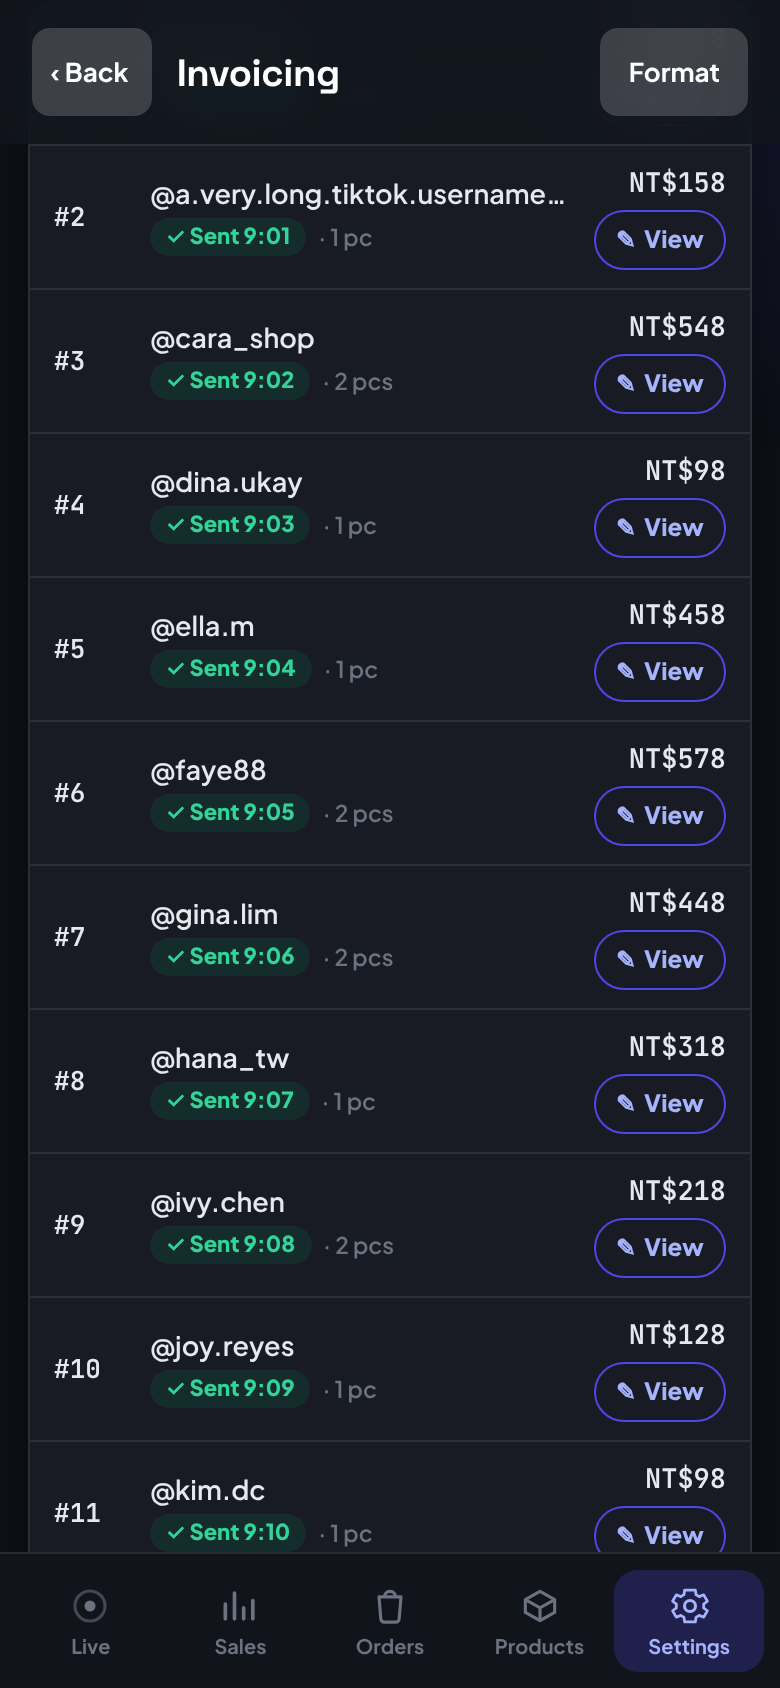 ‹ Back Invoicing Format
#2 @a.very.long.tiktok.username... NT$158
✓ Sent 9:01 · 1 pc ✎ View
#3 @cara_shop NT$548
✓ Sent 9:02 · 2 pcs ✎ View
#4 @dina.ukay NT$98
✓ Sent 9:03 · 1 pc ✎ View
#5 @ella.m NT$458
✓ Sent 9:04 · 1 pc ✎ View
#6 @faye88 NT$578
✓ Sent 9:05 · 2 pcs ✎ View
#7 @gina.lim NT$448
✓ Sent 9:06 · 2 pcs ✎ View
#8 @hana_tw NT$318
✓ Sent 9:07 · 1 pc ✎ View
#9 @ivy.chen NT$218
✓ Sent 9:08 · 2 pcs ✎ View
#10 @joy.reyes NT$128
✓ Sent 9:09 · 1 pc ✎ View
#11 @kim.dc NT$98
✓ Sent 9:10 · 1 pc ✎ View
Live Sales Orders Products Settings